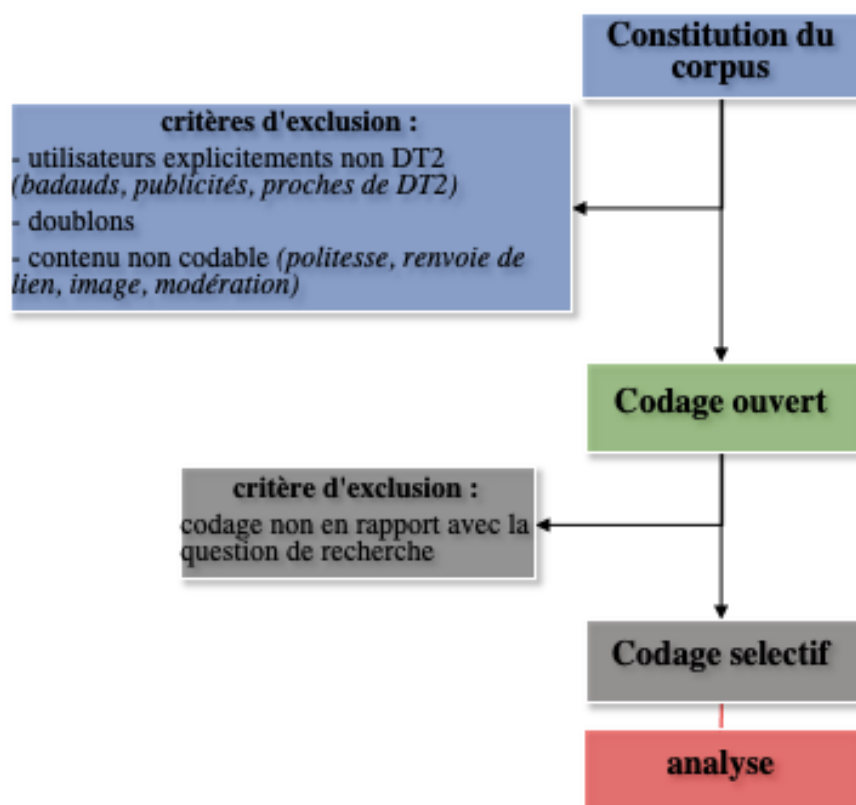 Constitution du
corpus
critères d'exclusion :
- utilisateurs explicitements non DT2
(badauds, publicités, proches de DT2)
- doublons
- contenu non codable (politesse, renvoie de
lien, image, modération)
Codage ouvert
critère d'exclusion :
codage non en rapport avec la
question de recherche
Codage selectif
analyse